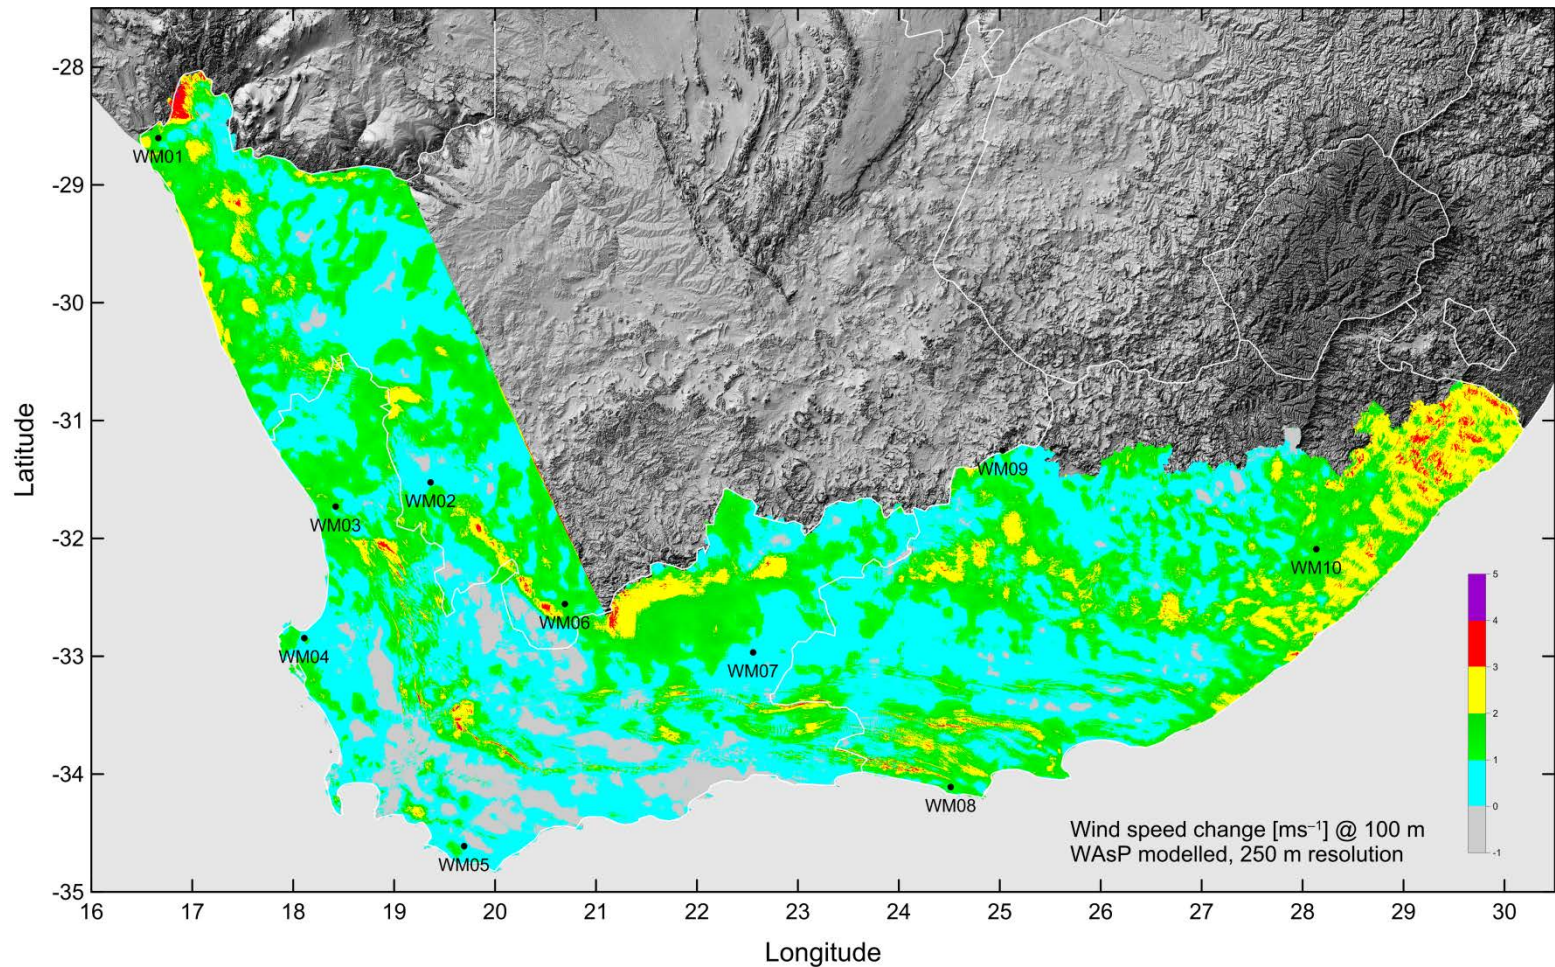 -28
-29
-30
-31
-32
-33
-34
-35
Latitude
WM01
WM02
WM03
WM09
WM10
WM06
WM04
WM07
WM08
WM05
5
4
3
2
1
0
-1
Wind speed change [ms⁻¹] @ 100 m
WAsP modelled, 250 m resolution
16 17 18 19 20 21 22 23 24 25 26 27 28 29 30
Longitude